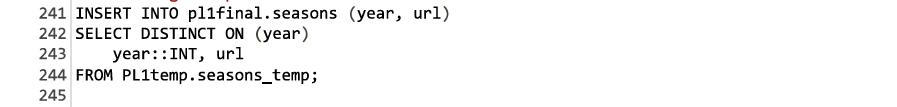 241 INSERT INTO pl1final.seasons (year, url)
242 SELECT DISTINCT ON (year)
243     year::INT, url
244 FROM PL1temp.seasons_temp;
245